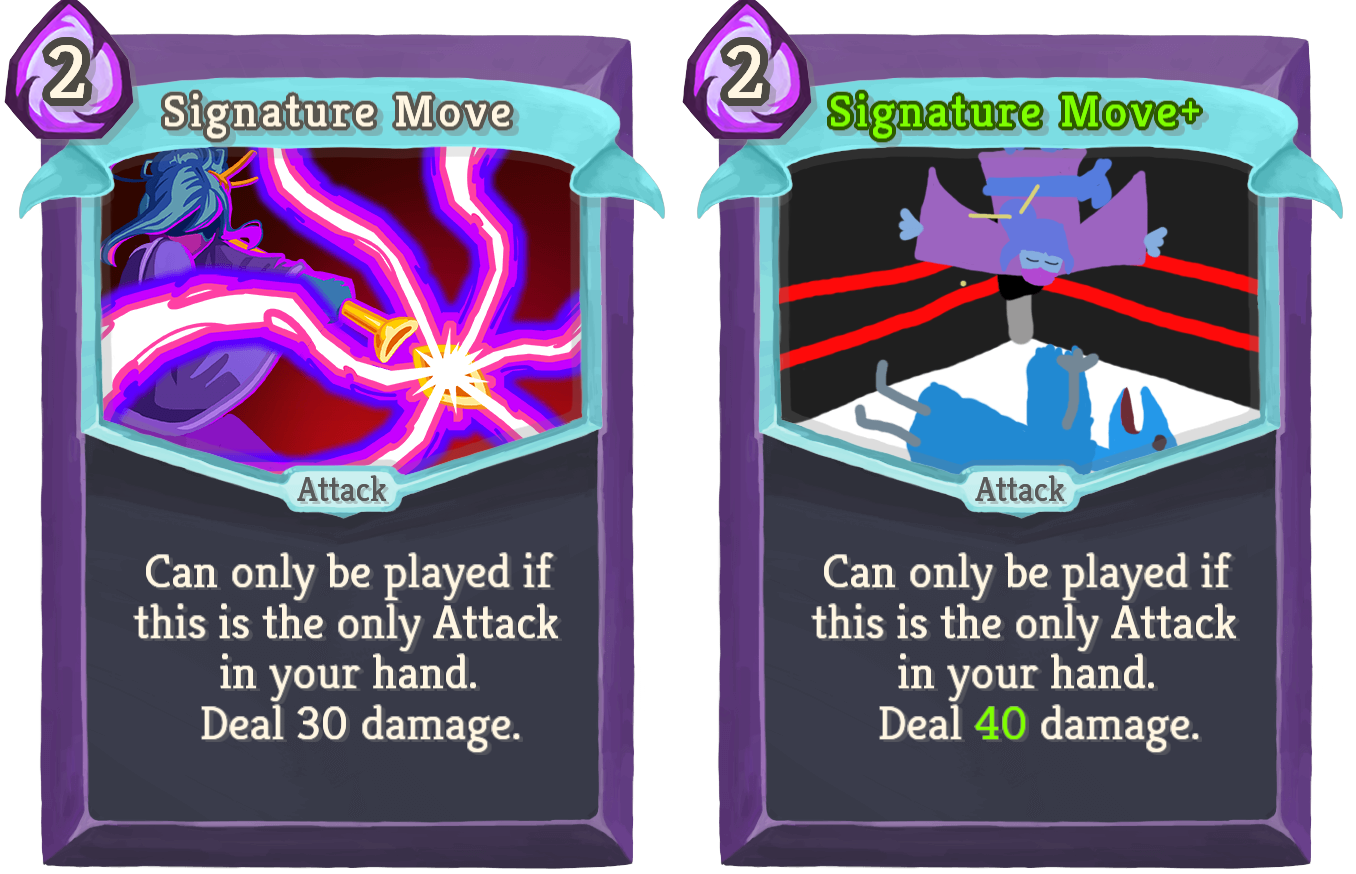 2
Signature Move
Attack
Can only be played if
this is the only Attack
in your hand.
Deal 30 damage.
2
Signature Move+
Attack
Can only be played if
this is the only Attack
in your hand.
Deal 40 damage.